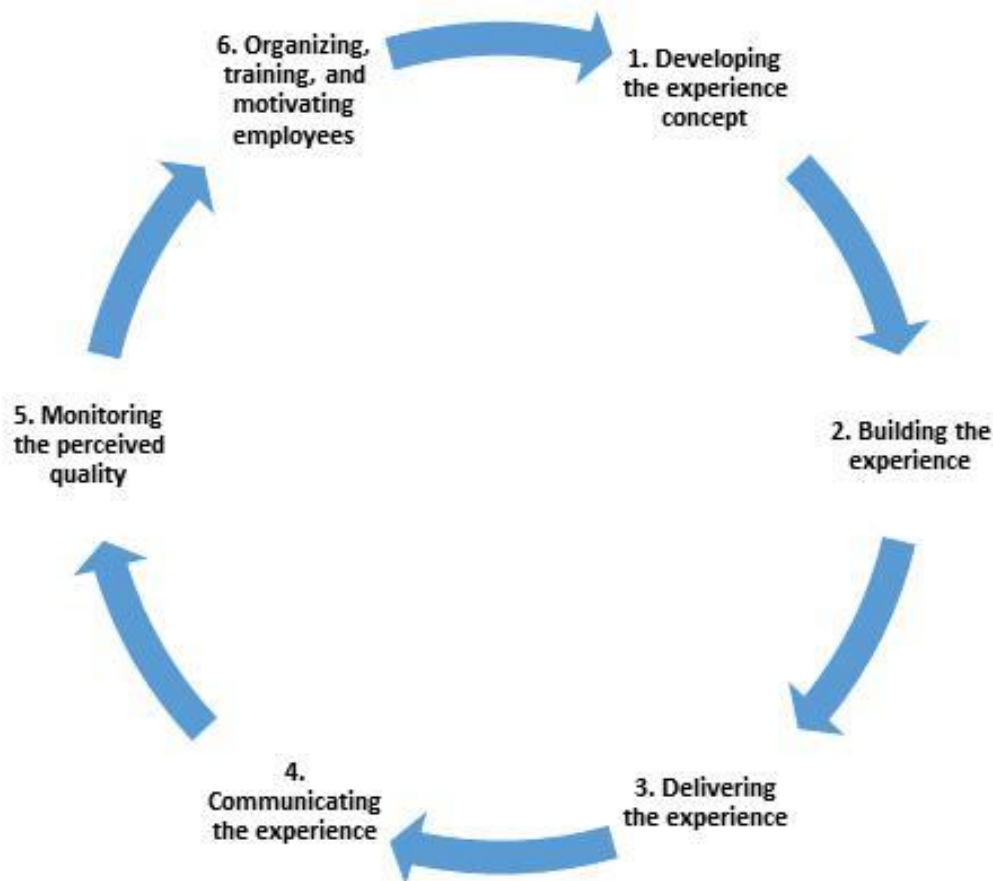 1. Developing
the experience
concept
2. Building the
experience
3. Delivering
the experience
4.
Communicating
the experience
5. Monitoring
the perceived
quality
6. Organizing,
training, and
motivating
employees